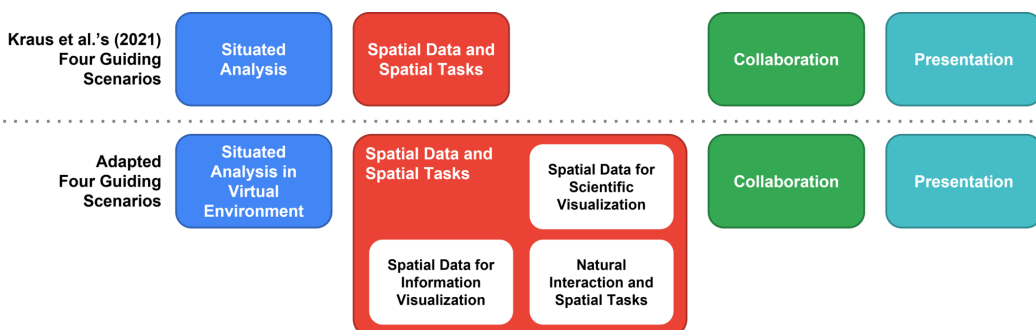 Kraus et al.'s (2021)
Four Guiding
Scenarios
Situated
Analysis
Spatial Data and
Spatial Tasks
Collaboration
Presentation
Adapted
Four Guiding
Scenarios
Situated
Analysis in
Virtual
Environment
Spatial Data and
Spatial Tasks
Spatial Data for
Scientific
Visualization
Spatial Data for
Information
Visualization
Natural
Interaction and
Spatial Tasks
Collaboration
Presentation